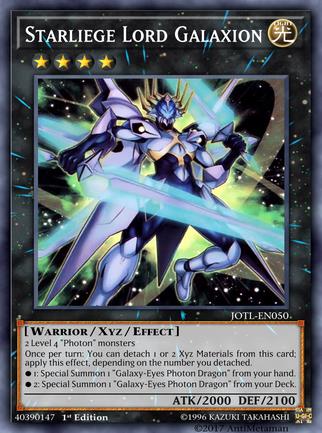 Starliege Lord Galaxion
LIGHT
光
JOTL-EN050
[Warrior / Xyz / Effect]
2 Level 4 "Photon" monsters
Once per turn: You can detach 1 or 2 Xyz Materials from this card;
apply this effect, depending on the number you detached.
●1: Special Summon 1 "Galaxy-Eyes Photon Dragon" from your hand.
●2: Special Summon 1 "Galaxy-Eyes Photon Dragon" from your Deck.
ATK/2000 DEF/2100
40390147 1st Edition ©1996 KAZUKI TAKAHASHI
©2017 AntiMetaman